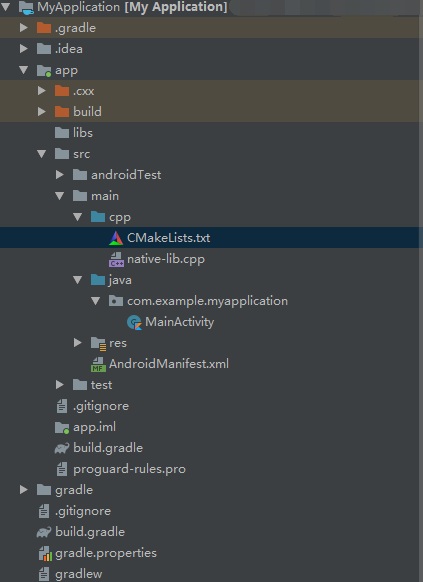 MyApplication [My Application]
.gradle
.idea
app
.cxx
build
libs
src
androidTest
main
cpp
CMakeLists.txt
native-lib.cpp
java
com.example.myapplication
MainActivity
res
AndroidManifest.xml
test
.gitignore
app.iml
build.gradle
proguard-rules.pro
gradle
.gitignore
build.gradle
gradle.properties
gradlew